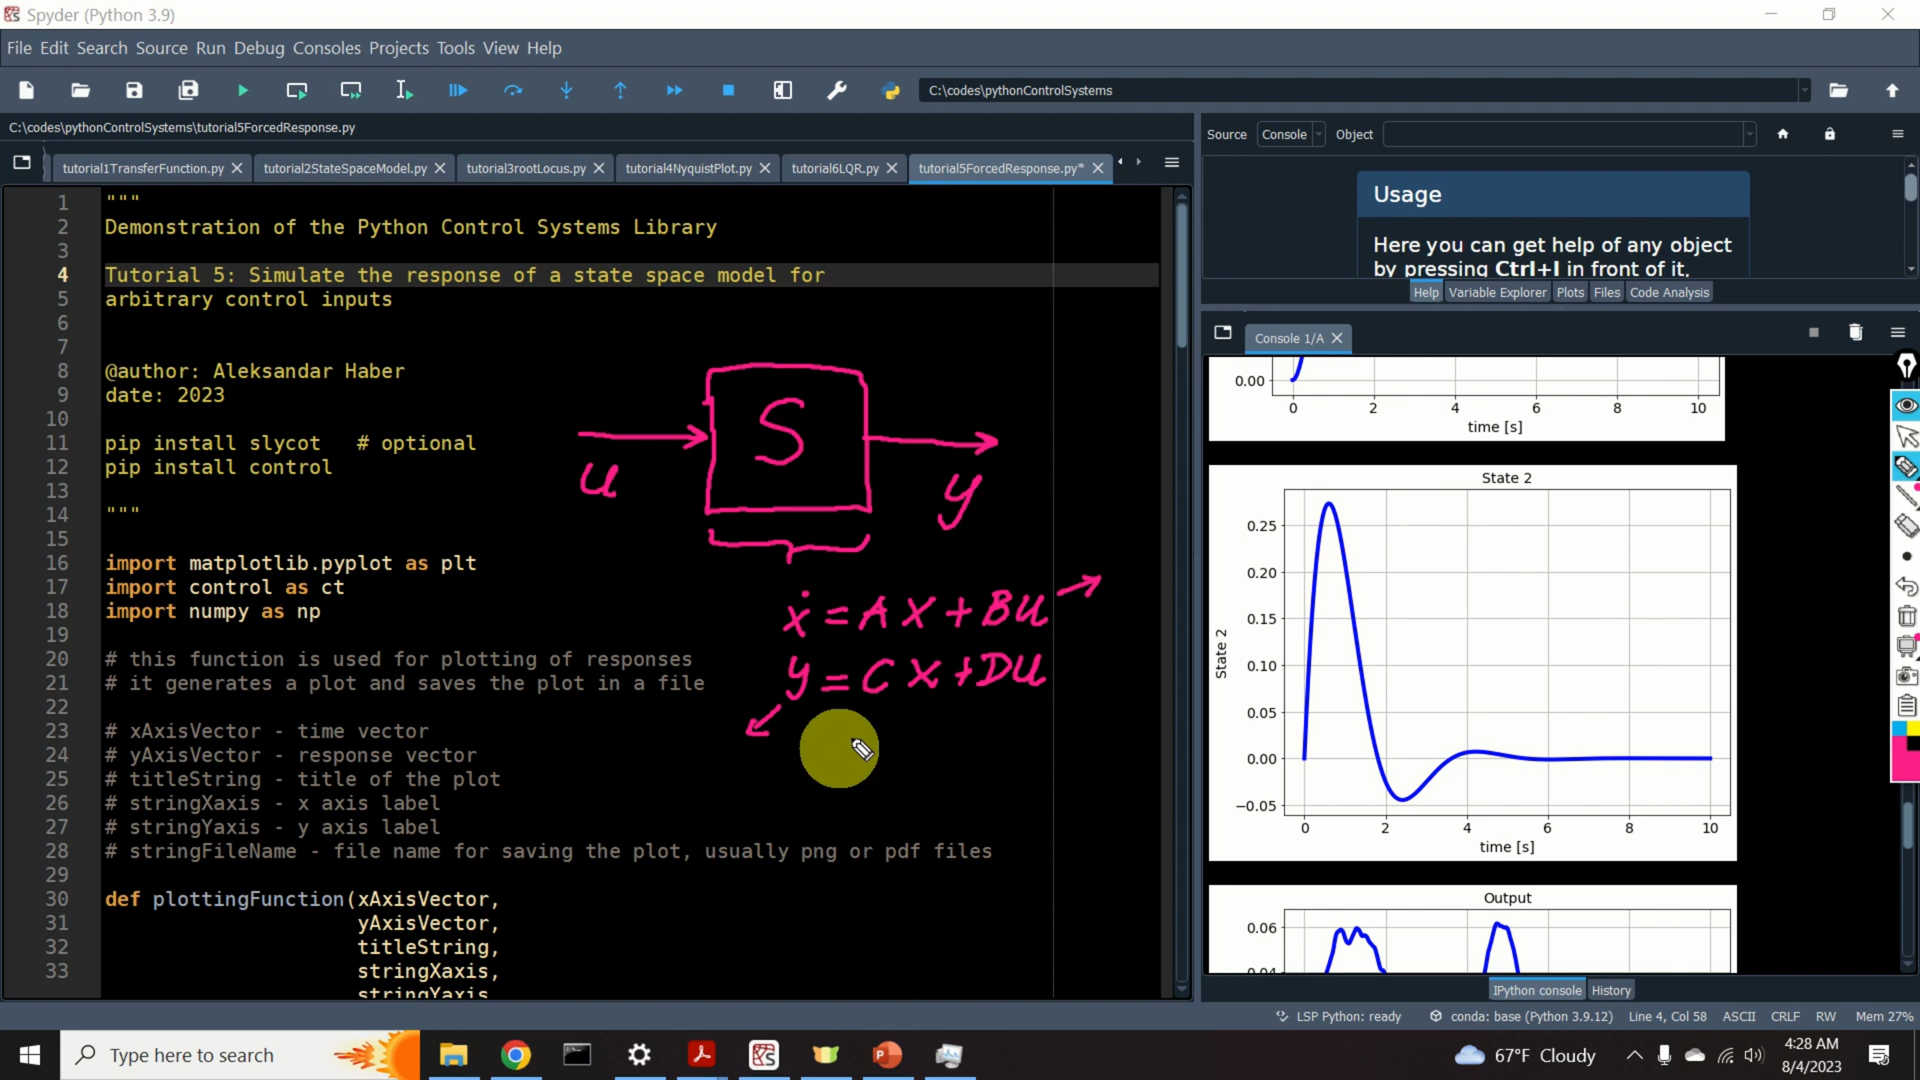 Spyder (Python 3.9)
File Edit Search Source Run Debug Consoles Projects Tools View Help
C:\codes\pythonControlSystems
C:\codes\pythonControlSystems\tutorial5ForcedResponse.py
tutorial1TransferFunction.py tutorial2StateSpaceModel.py tutorial3rootLocus.py tutorial4NyquistPlot.py tutorial6LQR.py tutorial5ForcedResponse.py*
1 """
2 Demonstration of the Python Control Systems Library
3
4 Tutorial 5: Simulate the response of a state space model for
5 arbitrary control inputs
6
7
8 @author: Aleksandar Haber
9 date: 2023
10
11 pip install slycot # optional
12 pip install control
13
14 """
15
16 import matplotlib.pyplot as plt
17 import control as ct
18 import numpy as np
19
20 # this function is used for plotting of responses
21 # it generates a plot and saves the plot in a file
22
23 # xAxisVector - time vector
24 # yAxisVector - response vector
25 # titleString - title of the plot
26 # stringXaxis - x axis label
27 # stringYaxis - y axis label
28 # stringFileName - file name for saving the plot, usually png or pdf files
29
30 def plottingFunction(xAxisVector,
31 yAxisVector,
32 titleString,
33 stringXaxis,
stringYaxis
S
u
y
ẋ = AX + BU
y = CX + DU
Source Console Object
Usage
Here you can get help of any object
by pressing Ctrl+I in front of it,
Help Variable Explorer Plots Files Code Analysis
Console 1/A
0.00
0 2 4 6 8 10
time [s]
State 2
0.25
0.20
0.15
0.10
0.05
0.00
−0.05
State 2
0 2 4 6 8 10
time [s]
Output
0.06
0.04
IPython console History
LSP Python: ready conda: base (Python 3.9.12) Line 4, Col 58 ASCII CRLF RW Mem 27%
Type here to search
67°F Cloudy
4:28 AM
8/4/2023